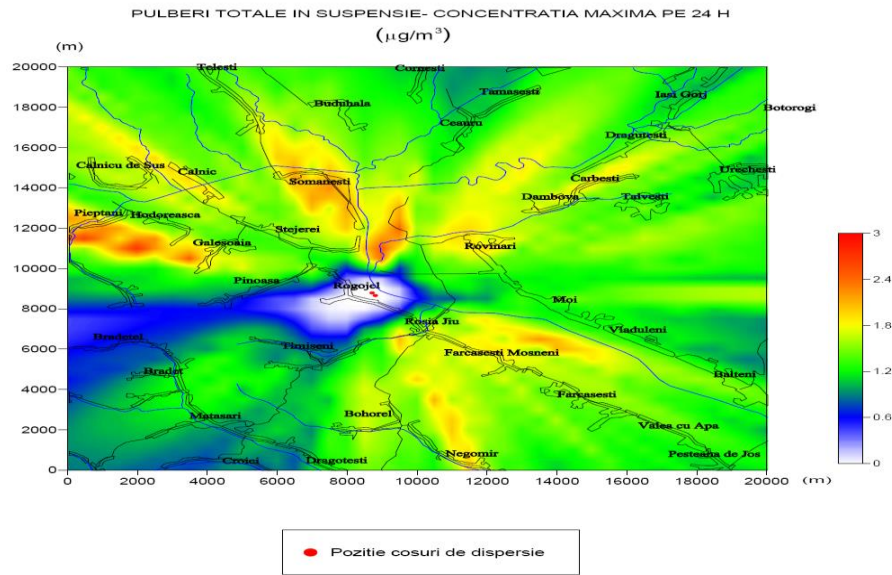 PULBERI TOTALE IN SUSPENSIE- CONCENTRATIA MAXIMA PE 24 H
(μg/m³)
(m)
20000
18000
16000
14000
12000
10000
8000
6000
4000
2000
0
Telesti
Cornesti
Tamasesti
Iasi Gorj
Buduhala
Botorogi
Ceauru
Dragutesti
Calnicu de Sus
Calnic
Urechesti
Somanesti
Carbesti
Dambova
Talvesti
Pieptani
Hodoreasca
Stejerei
Galesoaia
Rovinari
Pinoasa
Rogojel
Moi
Rosia Jiu
Vladuleni
Bradetel
Timiseni
Farcasesti Mosneni
Bradet
Balteni
Farcasesti
Matasari
Bohorel
Valea cu Apa
Croici
Dragotesti
Negomir
Pesteana de Jos
0 2000 4000 6000 8000 10000 12000 14000 16000 18000 20000 (m)
3
2.4
1.8
1.2
0.6
0
Pozitie cosuri de dispersie